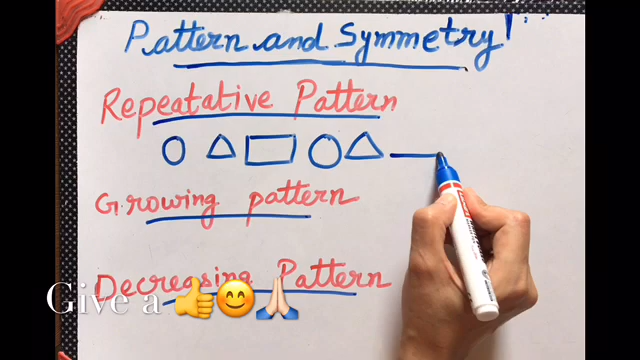 Pattern and Symmetry!
Repeatative Pattern
Growing pattern
Decreasing Pattern
Give a 👍😊🙏🏻